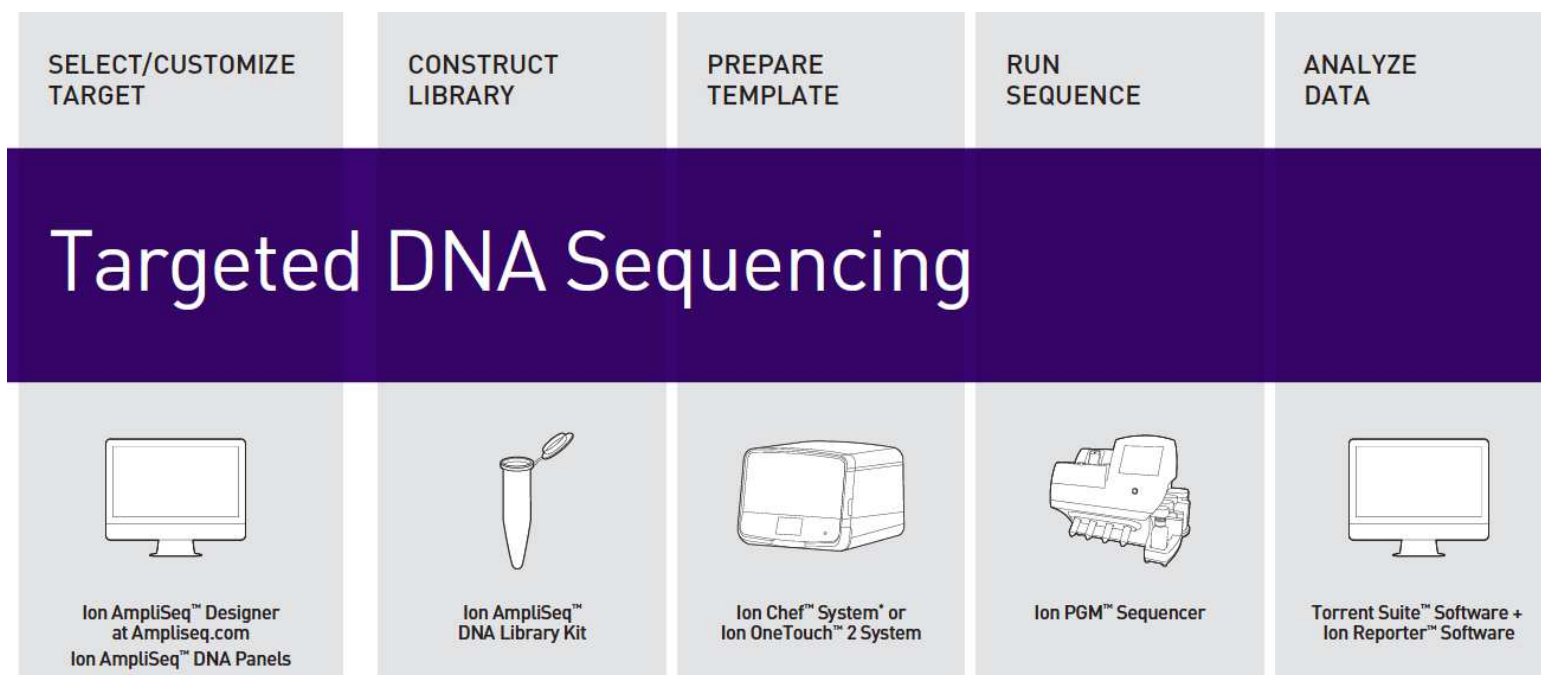 SELECT/CUSTOMIZE
TARGET
CONSTRUCT
LIBRARY
PREPARE
TEMPLATE
RUN
SEQUENCE
ANALYZE
DATA
Targeted DNA Sequencing
Ion AmpliSeq™ Designer
at Ampliseq.com
Ion AmpliSeq™ DNA Panels
Ion AmpliSeq™
DNA Library Kit
Ion Chef™ System* or
Ion OneTouch™ 2 System
Ion PGM™ Sequencer
Torrent Suite™ Software +
Ion Reporter™ Software